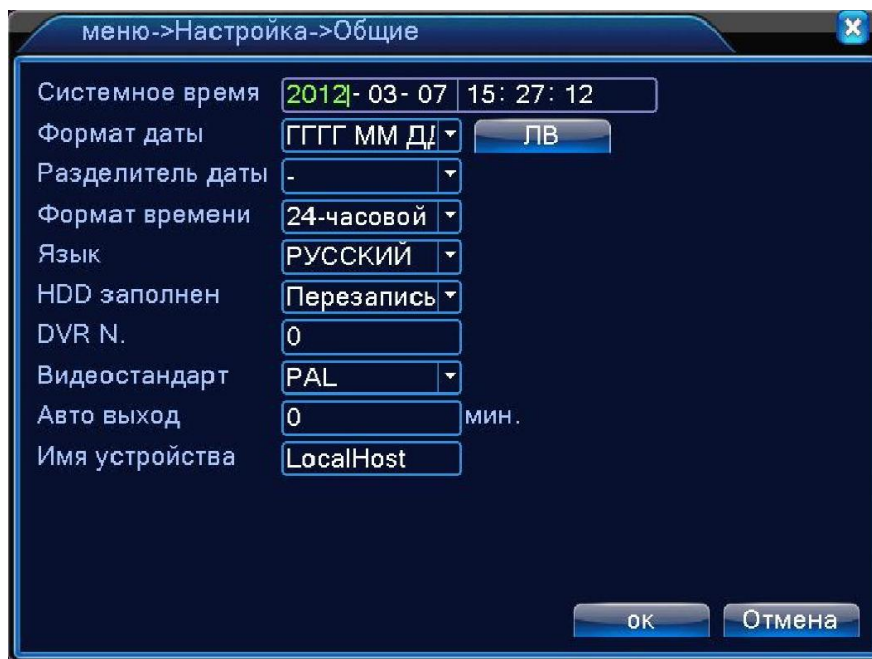 меню->Настройка->Общие
Системное время 2012- 03- 07 15: 27: 12
Формат даты ГГГГ ММ ДД ЛВ
Разделитель даты -
Формат времени 24-часовой
Язык РУССКИЙ
HDD заполнен Перезапись
DVR N. 0
Видеостандарт PAL
Авто выход 0 мин.
Имя устройства LocalHost
ок Отмена